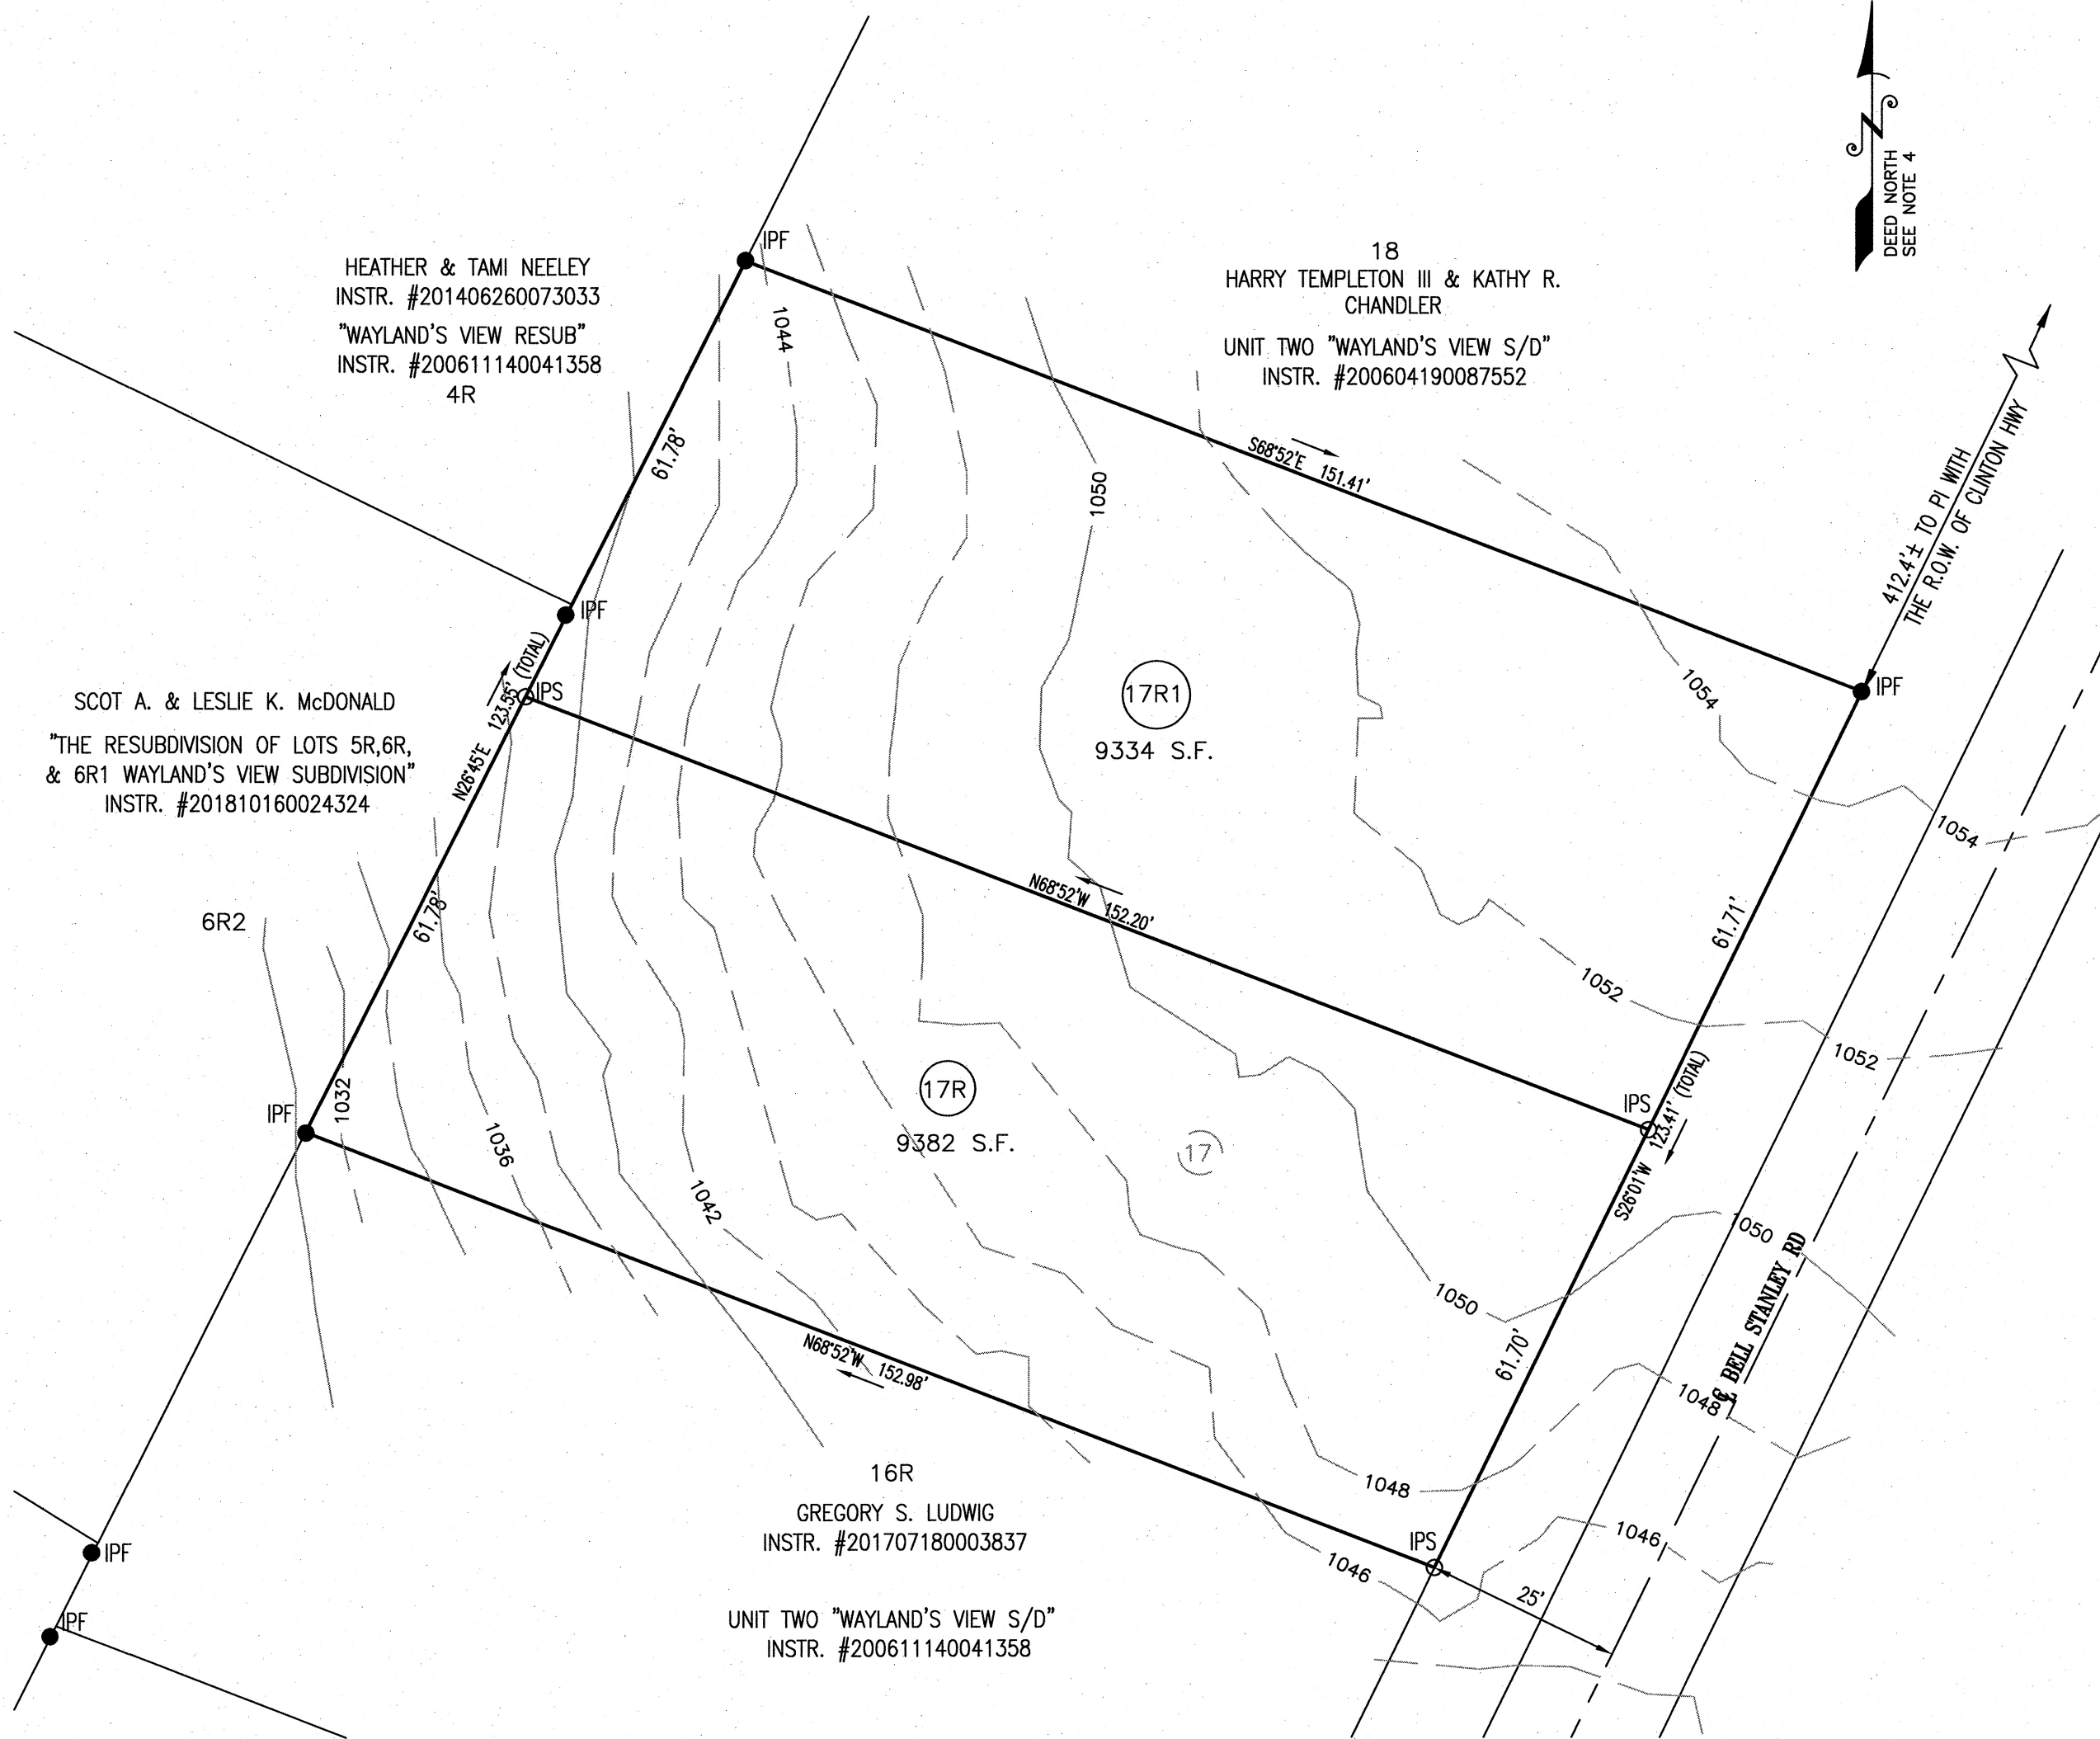 N
DEED NORTH
SEE NOTE 4
IPF
HEATHER & TAMI NEELEY
INSTR. #201406260073033
"WAYLAND'S VIEW RESUB"
INSTR. #200611140041358
4R
18
HARRY TEMPLETON III & KATHY R.
CHANDLER
UNIT TWO "WAYLAND'S VIEW S/D"
INSTR. #200604190087552
1044
61.78'
1050
S68°52'E 151.41'
412.4'± TO PI WITH
THE R.O.W. OF CLINTON HWY
IPF
IPF
IPS
N26°45'E 123.55' (TOTAL)
SCOT A. & LESLIE K. McDONALD
"THE RESUBDIVISION OF LOTS 5R,6R,
& 6R1 WAYLAND'S VIEW SUBDIVISION"
INSTR. #201810160024324
17R1
9334 S.F.
1054
1054
6R2
61.78'
N68°52'W 152.20'
61.71'
1052
1052
IPF
1032
1036
17R
9382 S.F.
17
IPS
S26°01'W 123.41' (TOTAL)
1042
1050
1050
℄ BELL STANLEY RD
N68°52'W 152.98'
61.70'
1048
1048
16R
GREGORY S. LUDWIG
INSTR. #201707180003837
UNIT TWO "WAYLAND'S VIEW S/D"
INSTR. #200611140041358
IPS
1046
1046
25'
IPF
IPF